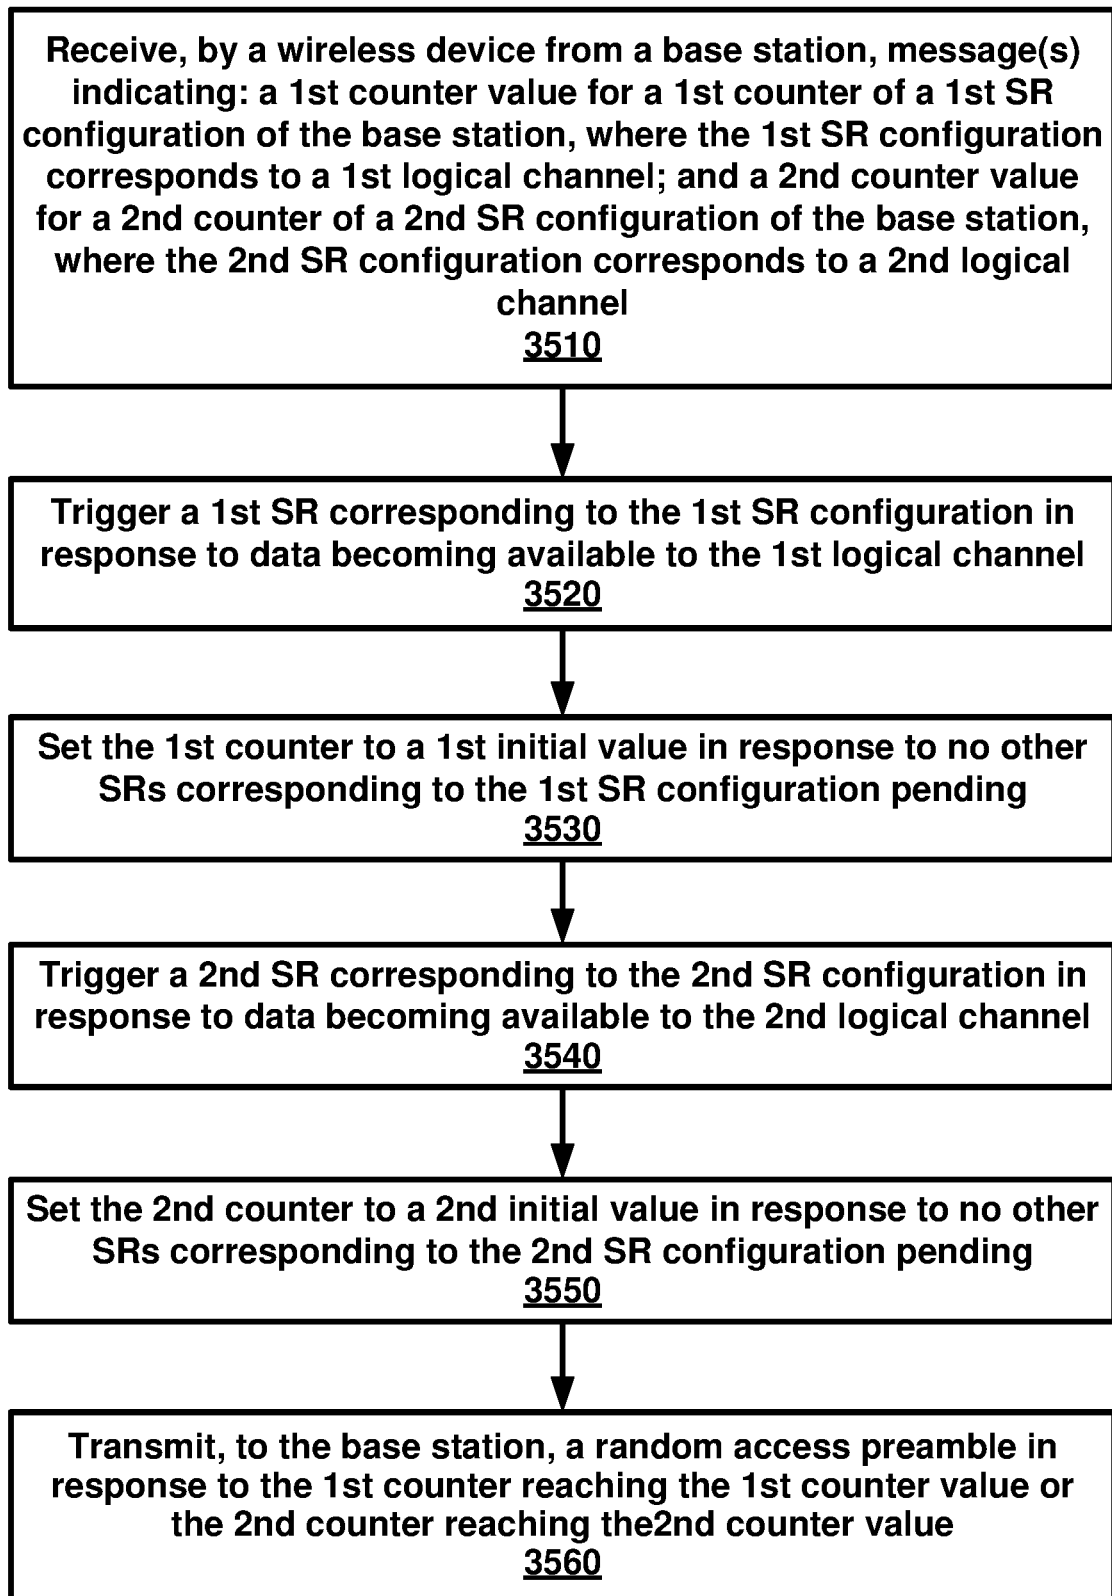 Receive, by a wireless device from a base station, message(s)
indicating: a 1st counter value for a 1st counter of a 1st SR
configuration of the base station, where the 1st SR configuration
corresponds to a 1st logical channel; and a 2nd counter value
for a 2nd counter of a 2nd SR configuration of the base station,
where the 2nd SR configuration corresponds to a 2nd logical
channel
3510
Trigger a 1st SR corresponding to the 1st SR configuration in
response to data becoming available to the 1st logical channel
3520
Set the 1st counter to a 1st initial value in response to no other
SRs corresponding to the 1st SR configuration pending
3530
Trigger a 2nd SR corresponding to the 2nd SR configuration in
response to data becoming available to the 2nd logical channel
3540
Set the 2nd counter to a 2nd initial value in response to no other
SRs corresponding to the 2nd SR configuration pending
3550
Transmit, to the base station, a random access preamble in
response to the 1st counter reaching the 1st counter value or
the 2nd counter reaching the2nd counter value
3560